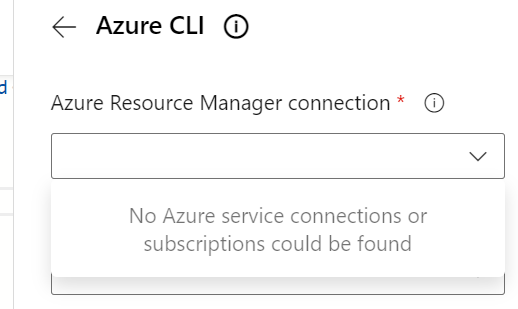 Azure CLI
d
Azure Resource Manager connection *
No Azure service connections or
subscriptions could be found